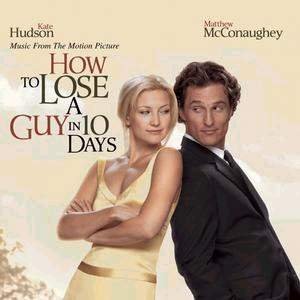 Kate
Hudson
Matthew
McConaughey
Music From The Motion Picture
HOW
TO LOSE
A
GUY IN 10
DAYS